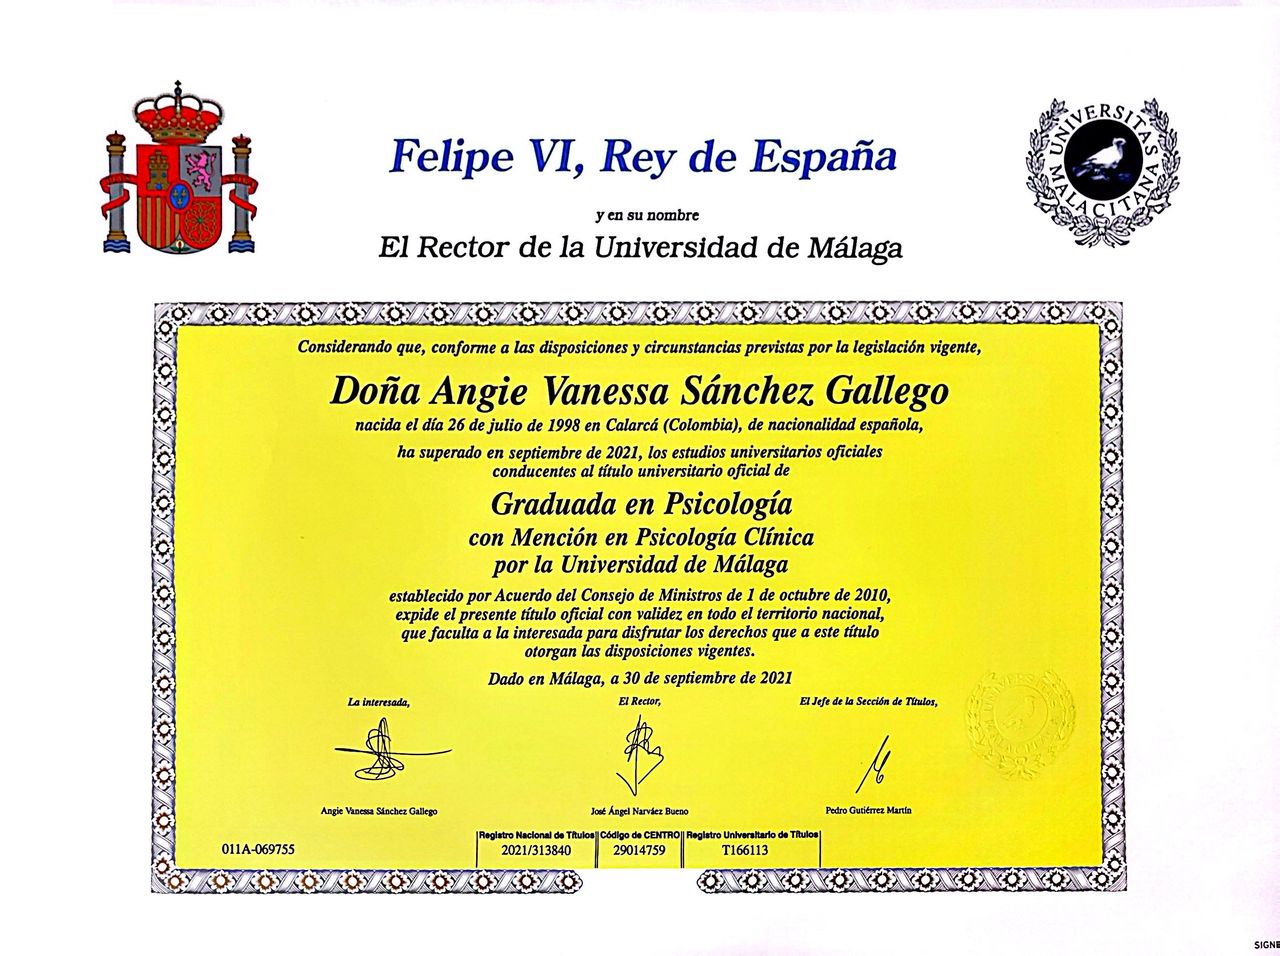 Felipe VI, Rey de España
UNIVERSITAS MALACITANA
y en su nombre
El Rector de la Universidad de Málaga
Considerando que, conforme a las disposiciones y circunstancias previstas por la legislación vigente,
Doña Angie Vanessa Sánchez Gallego
nacida el día 26 de julio de 1998 en Calarcá (Colombia), de nacionalidad española,
ha superado en septiembre de 2021, los estudios universitarios oficiales
conducentes al título universitario oficial de
Graduada en Psicología
con Mención en Psicología Clínica
por la Universidad de Málaga
establecido por Acuerdo del Consejo de Ministros de 1 de octubre de 2010,
expide el presente título oficial con validez en todo el territorio nacional,
que faculta a la interesada para disfrutar los derechos que a este título
otorgan las disposiciones vigentes.
Dado en Málaga, a 30 de septiembre de 2021
La interesada, El Rector, El Jefe de la Sección de Títulos,
UNIVERSITAS MALACITANA
Angie Vanessa Sánchez Gallego José Ángel Narváez Bueno Pedro Gutiérrez Martín
Registro Nacional de Títulos Código de CENTRO Registro Universitario de Títulos
011A-069755 2021/313840 29014759 T166113
SIGNE